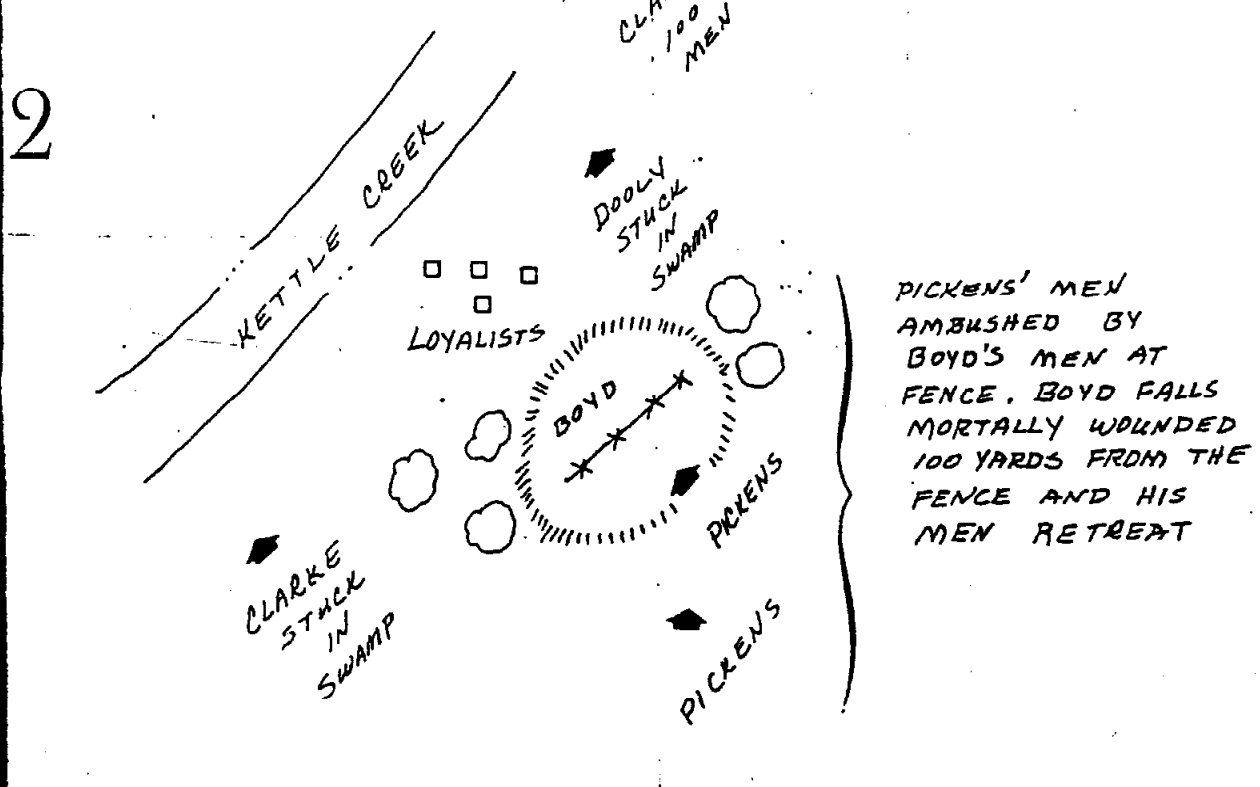 100
MEN
2
KETTLE CREEK
DOOLY
STUCK
IN
SWAMP
LOYALISTS
BOYD
PICKENS
CLARKE
STUCK
IN
SWAMP
PICKENS
PICKENS' MEN
AMBUSHED BY
BOYD'S MEN AT
FENCE. BOYD FALLS
MORTALLY WOUNDED
100 YARDS FROM THE
FENCE AND HIS
MEN RETREAT